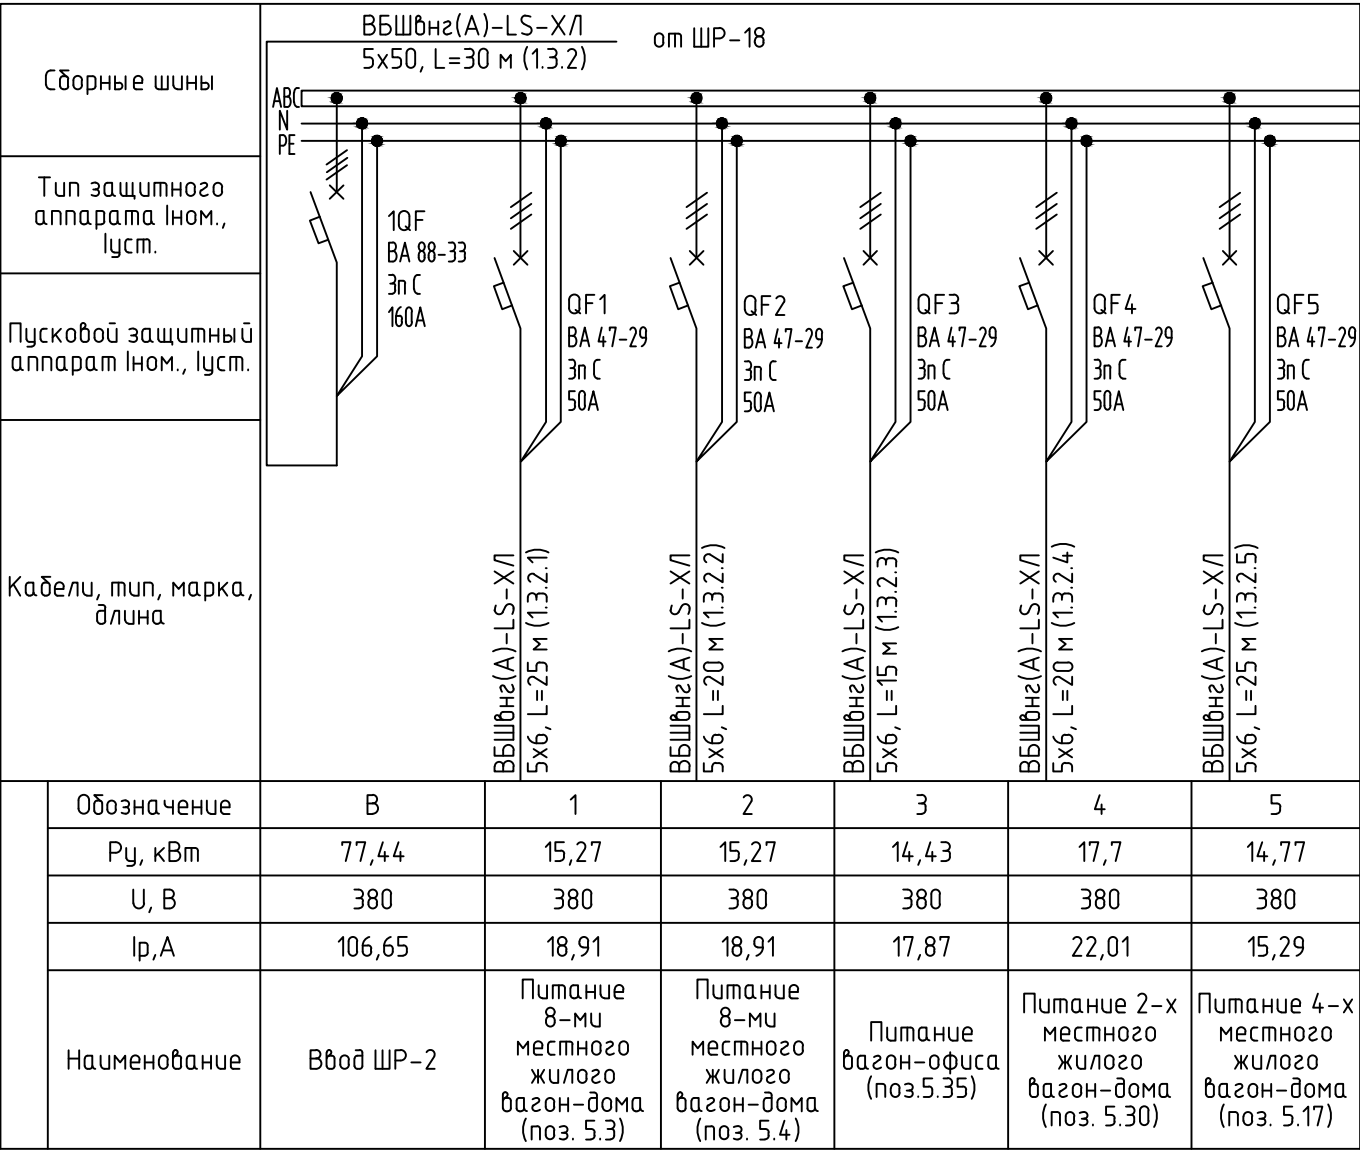 ВБШвнг(А)-LS-ХЛ
5х50, L=30 м (1.3.2)
от ШР-18
Сборные шины
АВС
N
PE
Тип защитного
аппарата Iном.,
Iуст.
Пусковой защитный
аппарат Iном., Iуст.
1QF
ВА 88-33
3п С
160А
QF1
ВА 47-29
3п С
50А
QF2
ВА 47-29
3п С
50А
QF3
ВА 47-29
3п С
50А
QF4
ВА 47-29
3п С
50А
QF5
ВА 47-29
3п С
50А
Кабели, тип, марка,
длина
ВБШвнг(А)-LS-ХЛ
5х6, L=25 м (1.3.2.1)
ВБШвнг(А)-LS-ХЛ
5х6, L=20 м (1.3.2.2)
ВБШвнг(А)-LS-ХЛ
5х6, L=15 м (1.3.2.3)
ВБШвнг(А)-LS-ХЛ
5х6, L=20 м (1.3.2.4)
ВБШвнг(А)-LS-ХЛ
5х6, L=25 м (1.3.2.5)
Обозначение В 1 2 3 4 5
Ру, кВт 77,44 15,27 15,27 14,43 17,7 14,77
U, В 380 380 380 380 380 380
Iр,А 106,65 18,91 18,91 17,87 22,01 15,29
Наименование
Ввод ШР-2
Питание
8-ми
местного
жилого
вагон-дома
(поз. 5.3)
Питание
8-ми
местного
жилого
вагон-дома
(поз. 5.4)
Питание
вагон-офиса
(поз.5.35)
Питание 2-х
местного
жилого
вагон-дома
(поз. 5.30)
Питание 4-х
местного
жилого
вагон-дома
(поз. 5.17)